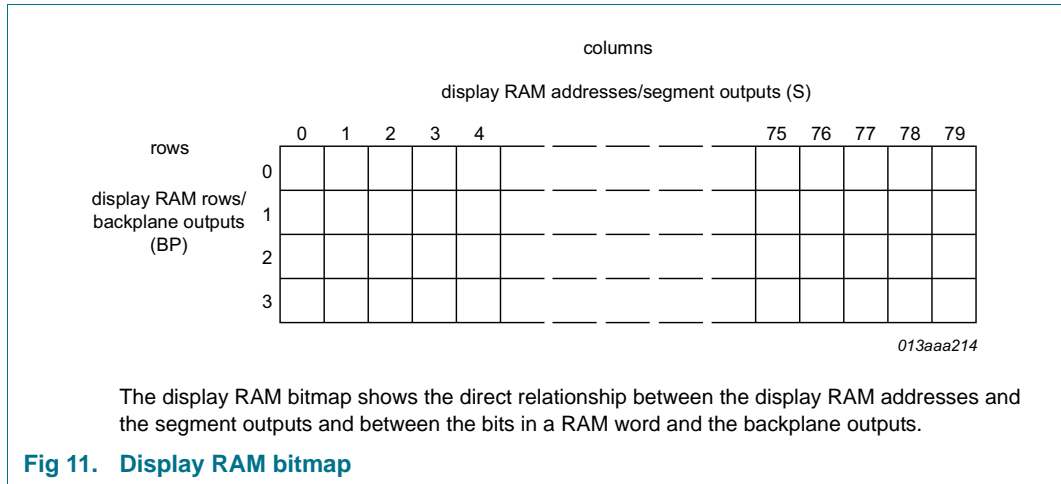 columns
display RAM addresses/segment outputs (S)
0 1 2 3 4 75 76 77 78 79
rows
0
display RAM rows/
backplane outputs
(BP)
1
2
3
013aaa214
The display RAM bitmap shows the direct relationship between the display RAM addresses and
the segment outputs and between the bits in a RAM word and the backplane outputs.
Fig 11. Display RAM bitmap